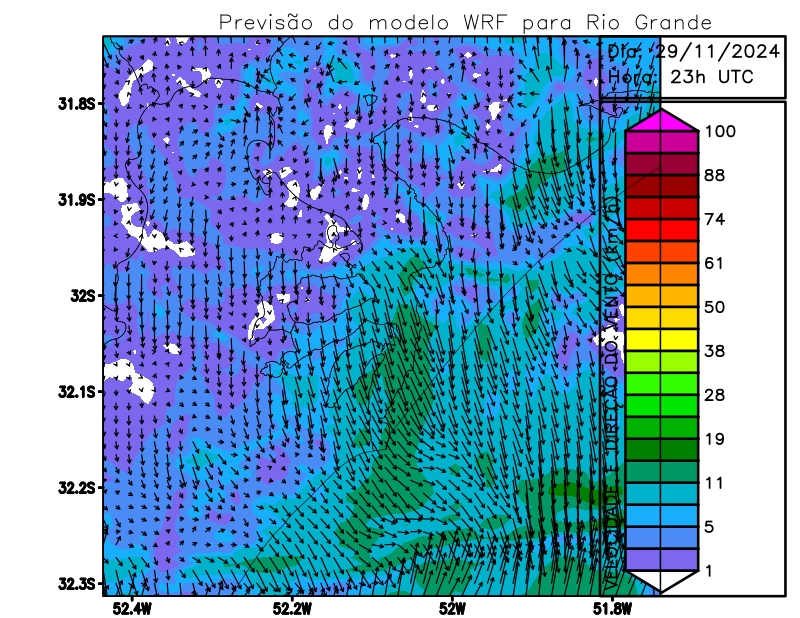 Previsão do modelo WRF para Rio Grande
Dia: 29/11/2024
Hora: 23h UTC
31.8S
31.9S
32S
32.1S
32.2S
32.3S
52.4W
52.2W
52W
51.8W
VELOCIDADE E DIREÇÃO DO VENTO (Km/h)
100
88
74
61
50
38
28
19
11
5
1